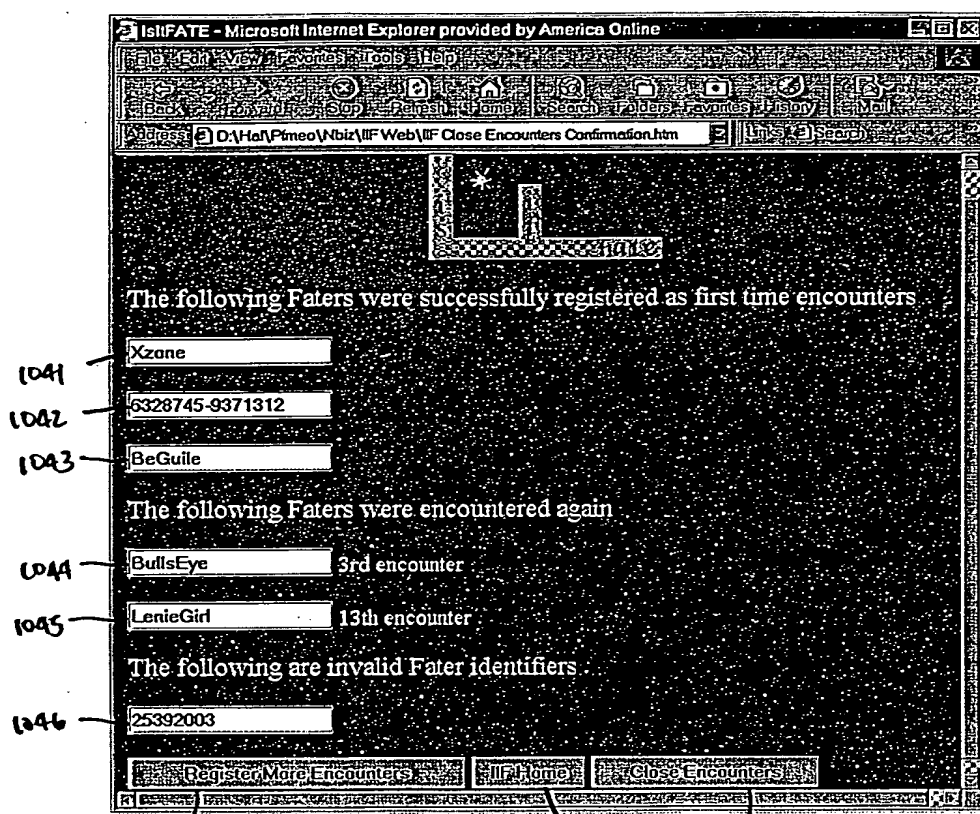 IsItFATE - Microsoft Internet Explorer provided by America Online
File Edit View Favorites Tools Help
Back Forward Stop Refresh Home Search Folders Favorites History Mail
Address D:\Hal\Pfmeo\Nbiz\IIF Web\IIF Close Encounters Confirmation.htm Links Search
fate
The following Faters were successfully registered as first time encounters
1041 Xzone
1042 6328745-9371312
1043 BeGuile
The following Faters were encountered again
1044 BullsEye 3rd encounter
1045 LenieGirl 13th encounter
The following are invalid Fater identifiers
1046 25392003
Register More Encounters IIF Home Close Encounters